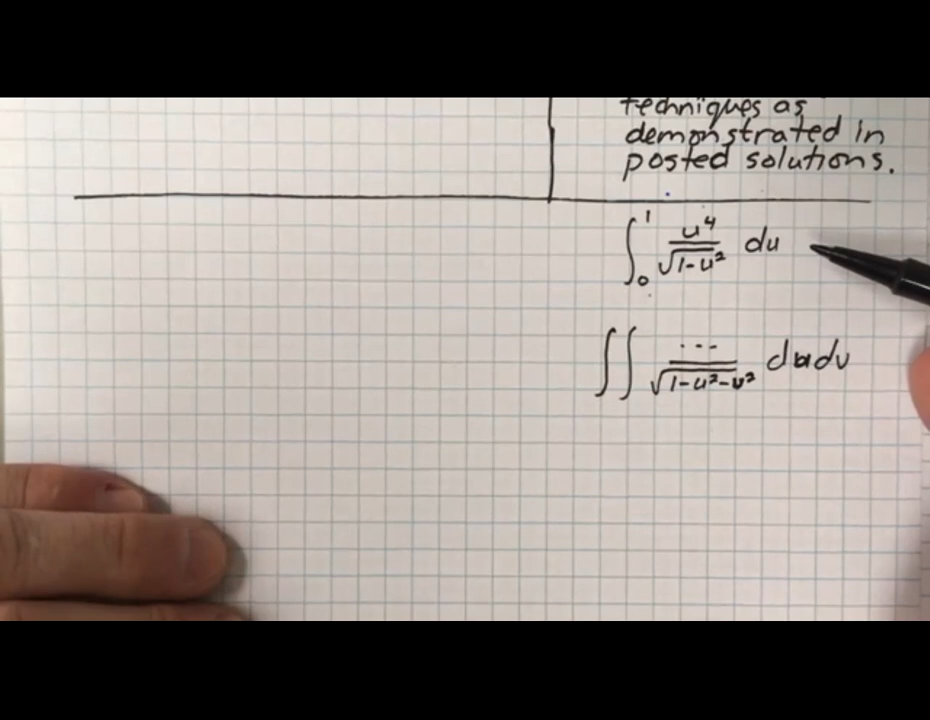 techniques as
demonstrated in
posted solutions.
∫₀¹ u⁴/√(1-u²) du
∫∫ .../√(1-u²-v²) du dv